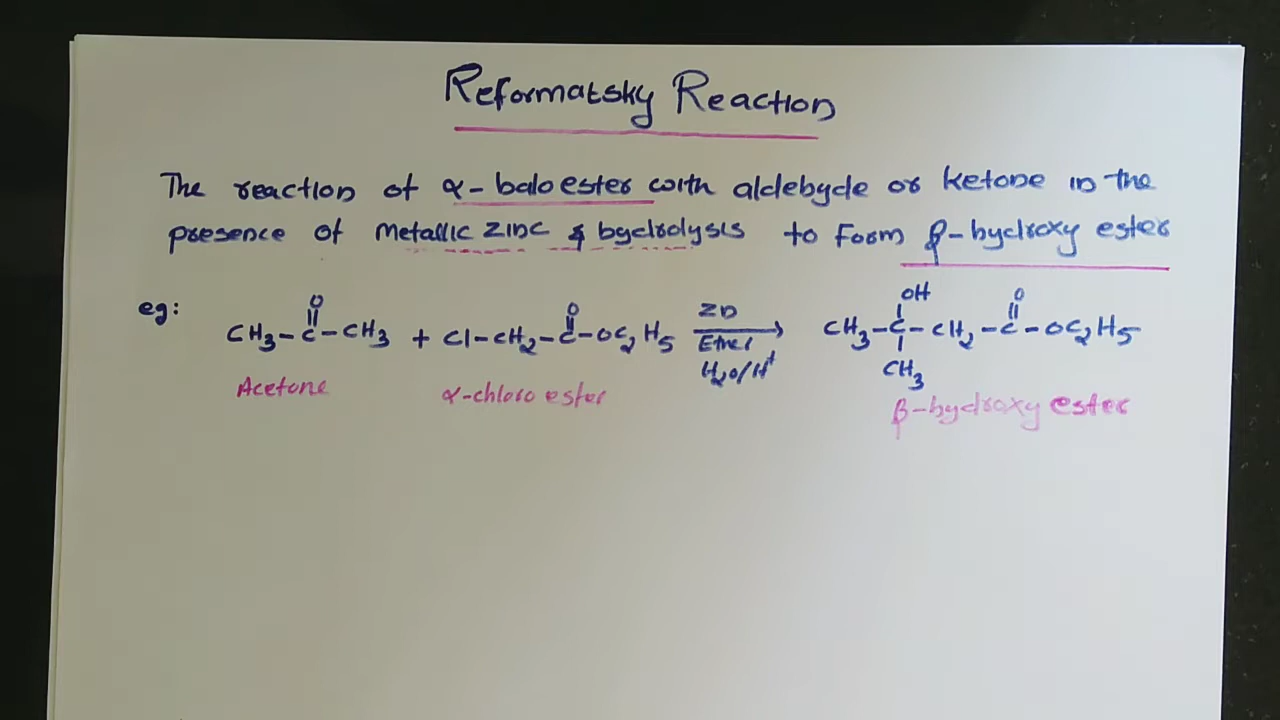 Reformatsky Reaction
The reaction of α-haloester with aldehyde or ketone in the
presence of metallic zinc & hydrolysis to form β-hydroxy ester
eg: CH₃-C(=O)-CH₃ + Cl-CH₂-C(=O)-OC₂H₅ Zn Ether H₂O/H⁺ → CH₃-C(OH)(CH₃)-CH₂-C(=O)-OC₂H₅
Acetone α-chloro ester β-hydroxy ester